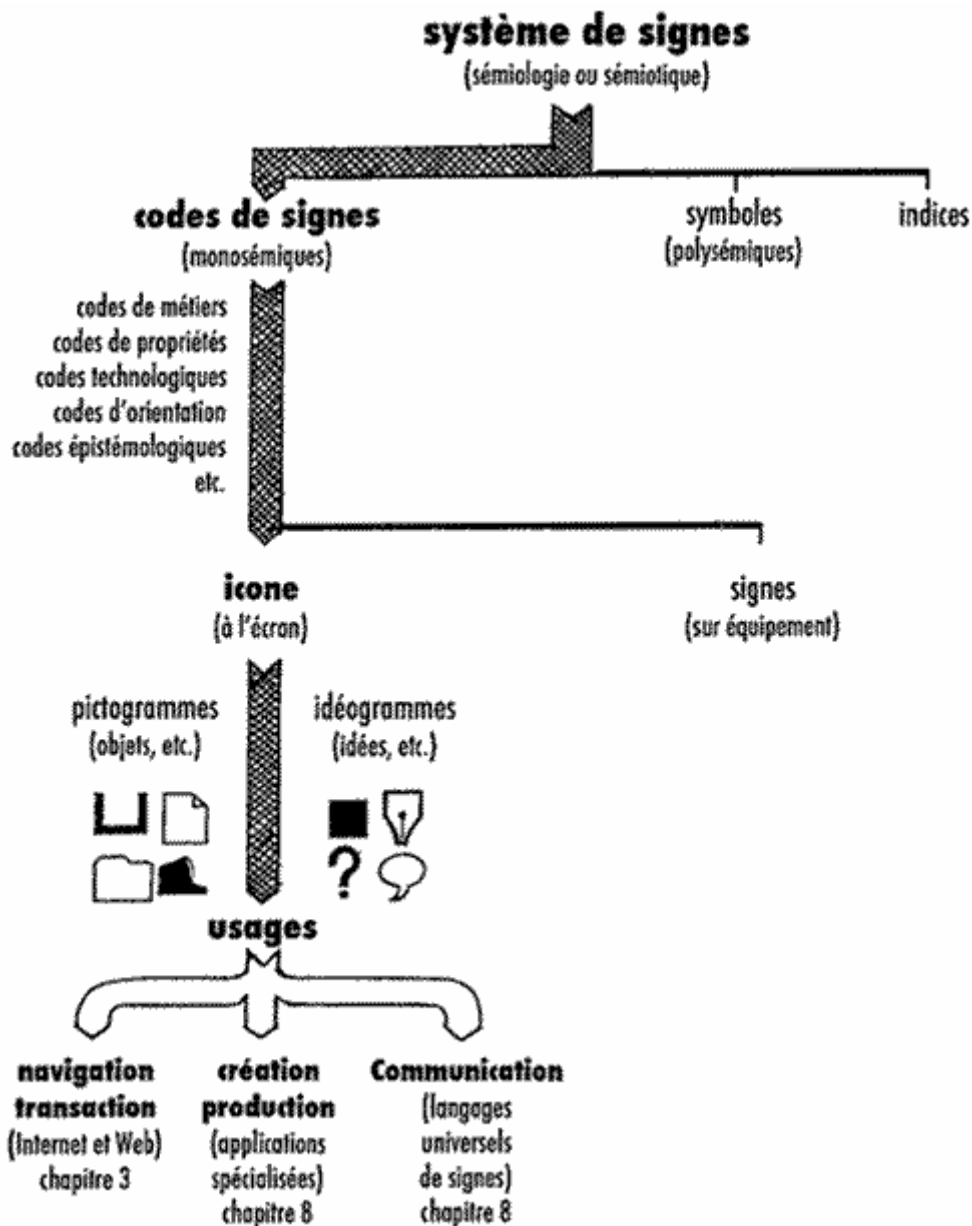 système de signes
(sémiologie ou sémiotique)
codes de signes
(monosémiques)
symboles
(polysémiques)
indices
codes de métiers
codes de propriétés
codes technologiques
codes d'orientation
codes épistémologiques
etc.
icone
(à l'écran)
signes
(sur équipement)
pictogrammes
(objets, etc.)
idéogrammes
(idées, etc.)
?
usages
navigation
transaction
(Internet et Web)
chapitre 3
création
production
(applications
spécialisées)
chapitre 8
Communication
(langages
universels
de signes)
chapitre 8